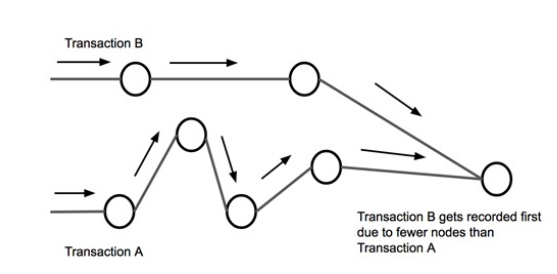 Transaction B
Transaction B gets recorded first
due to fewer nodes than
Transaction A
Transaction A